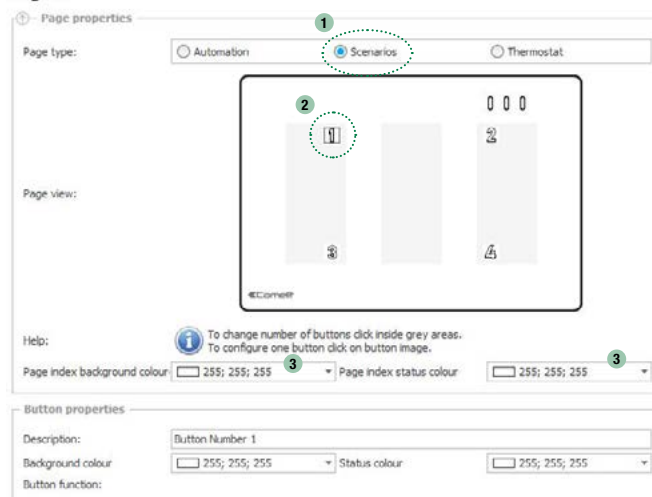 Page properties
1
Page type: Automation Scenarios Thermostat
2
0 0 0
1 2
Page view:
3 4
Comelit
Help: To change number of buttons click inside grey areas.
To configure one button click on button image.
3 3
Page index background colour 255; 255; 255 Page index status colour 255; 255; 255
Button properties
Description: Button Number 1
Background colour 255; 255; 255 Status colour 255; 255; 255
Button function: